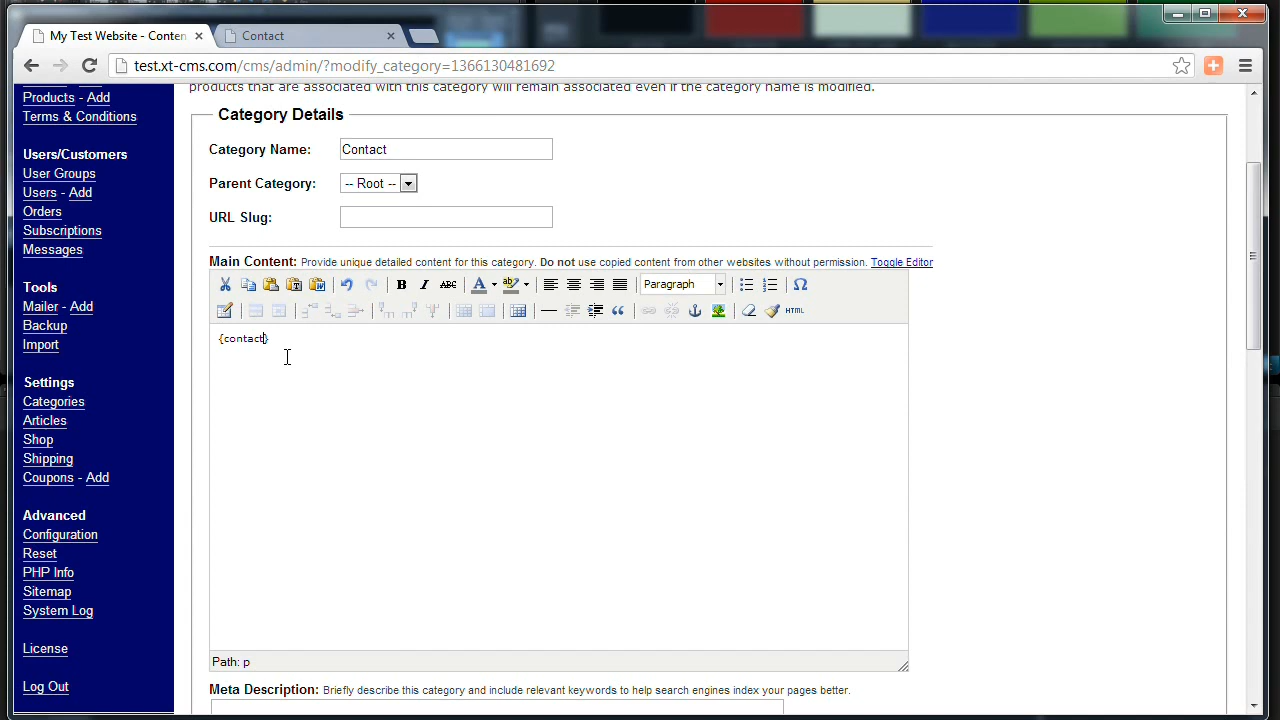 My Test Website - Conten
Contact
test.xt-cms.com/cms/admin/?modify_category=1366130481692
products that are associated with this category will remain associated even if the category name is modified.
Products - Add
Terms & Conditions
Users/Customers
User Groups
Users - Add
Orders
Subscriptions
Messages
Tools
Mailer - Add
Backup
Import
Settings
Categories
Articles
Shop
Shipping
Coupons - Add
Advanced
Configuration
Reset
PHP Info
Sitemap
System Log
License
Log Out
Category Details
Category Name: Contact
Parent Category: -- Root --
URL Slug:
Main Content: Provide unique detailed content for this category. Do not use copied content from other websites without permission. Toggle Editor
B I ABC A ab Paragraph Ω
HTML
{contact}
Path: p
Meta Description: Briefly describe this category and include relevant keywords to help search engines index your pages better.